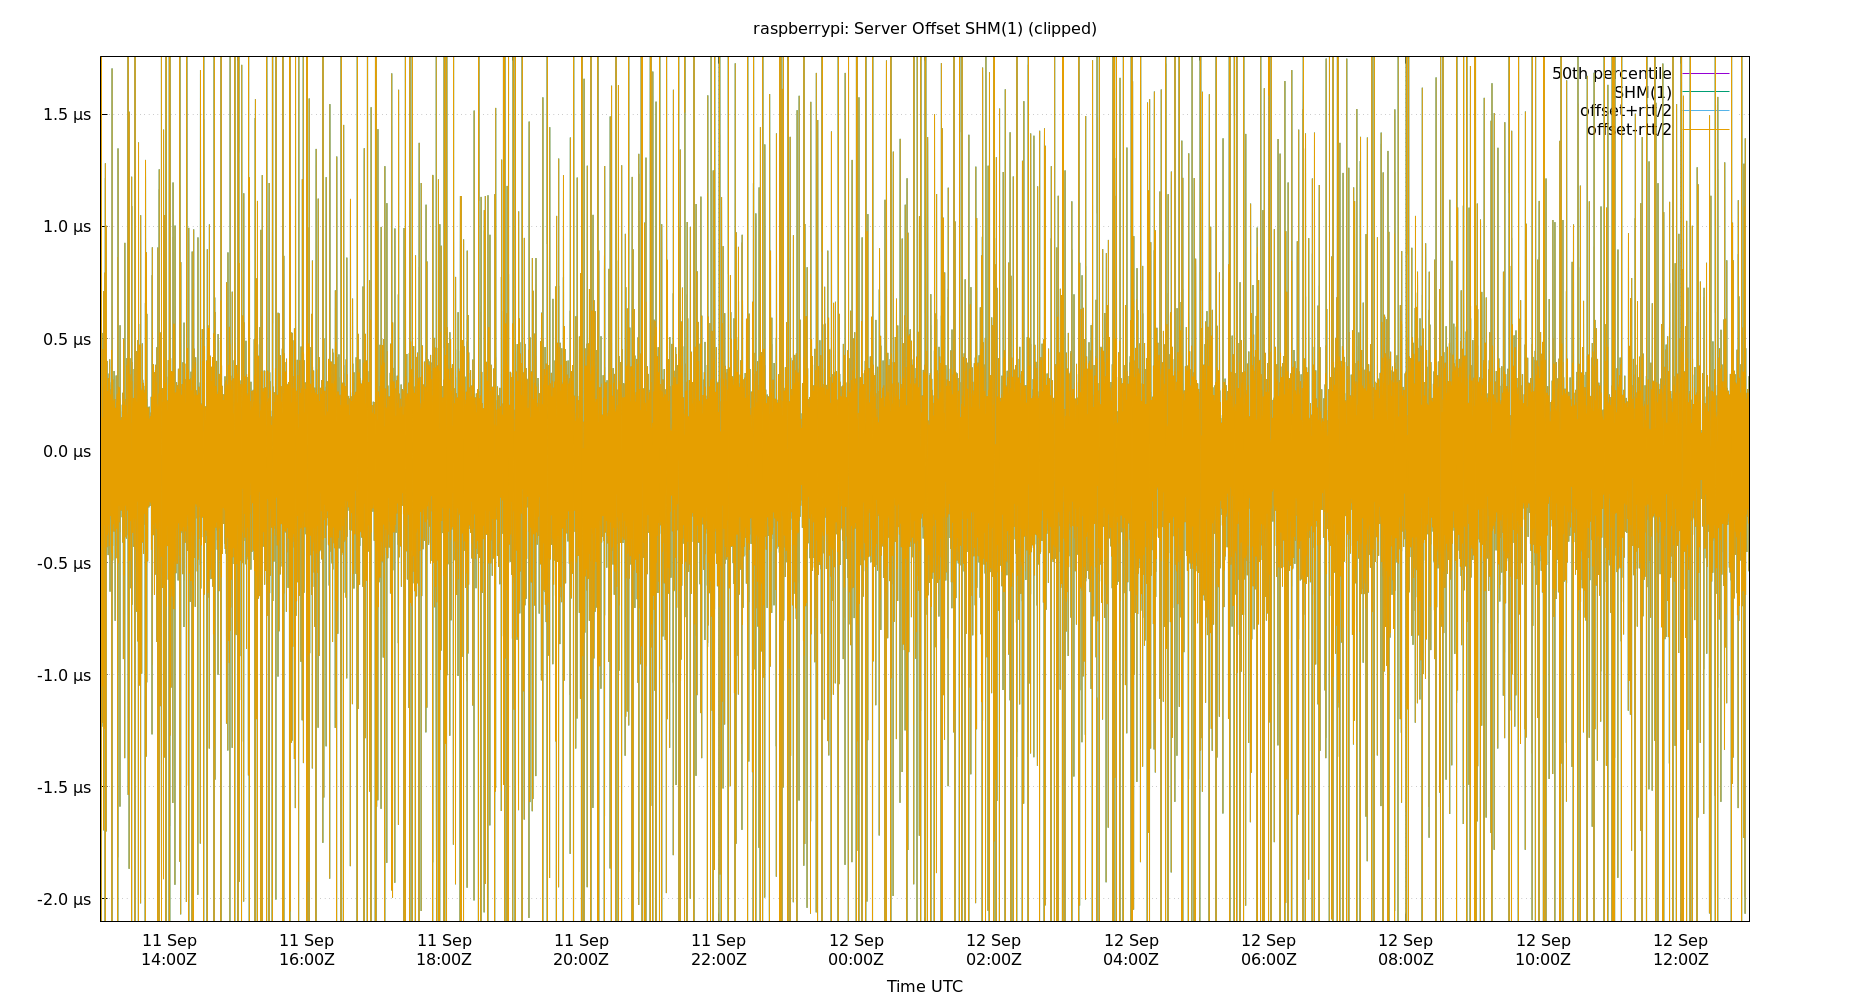 raspberrypi: Server Offset SHM(1) (clipped)
50th percentile
SHM(1)
offset+rtt/2
offset-rtt/2
1.5 µs
1.0 µs
0.5 µs
0.0 µs
-0.5 µs
-1.0 µs
-1.5 µs
-2.0 µs
11 Sep 11 Sep 11 Sep 11 Sep 11 Sep 12 Sep 12 Sep 12 Sep 12 Sep 12 Sep 12 Sep 12 Sep
14:00Z 16:00Z 18:00Z 20:00Z 22:00Z 00:00Z 02:00Z 04:00Z 06:00Z 08:00Z 10:00Z 12:00Z
Time UTC